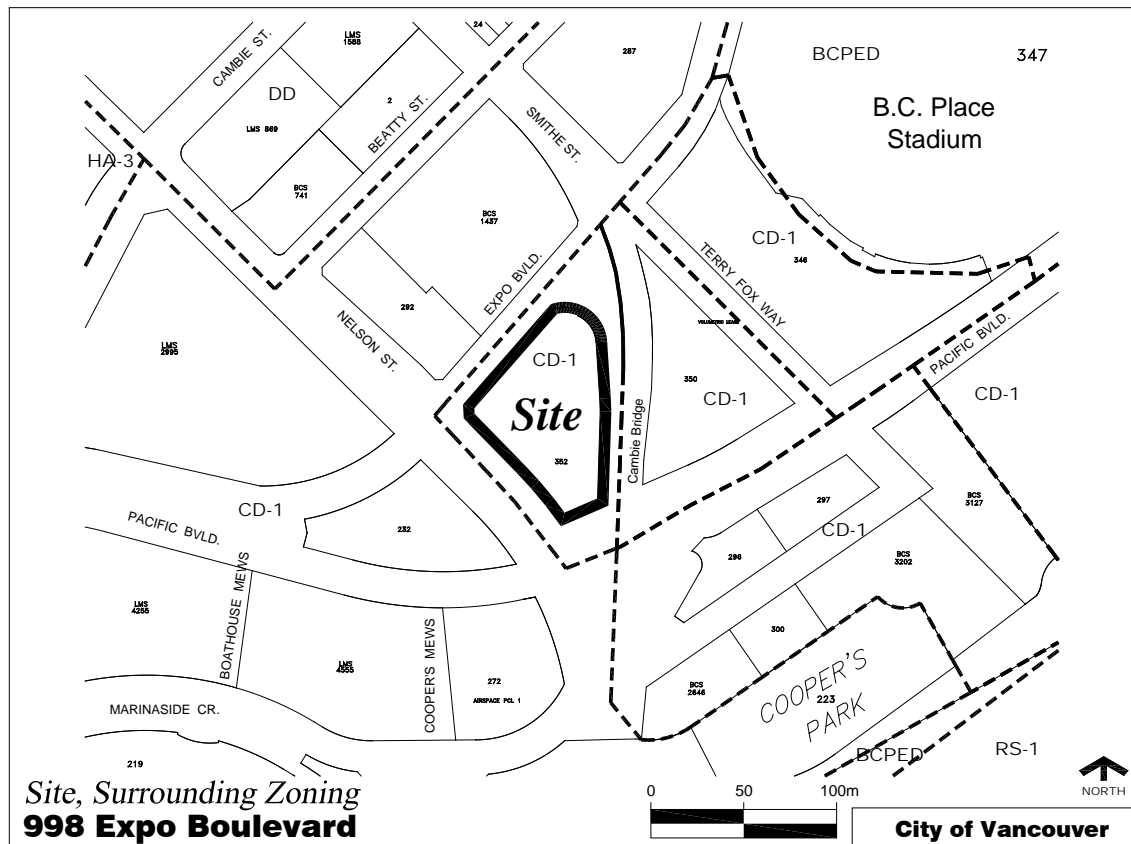 24
LMS
1588
287
BCPED
347
CAMBIE ST.
DD
2
BEATTY ST.
B.C. Place
Stadium
LMS 869
SMITHE ST.
HA-3
BCS
741
BCS
1437
CD-1
346
TERRY FOX WAY
EXPO BVLD.
292
NELSON ST.
VOLUMETRIC
LMS
2995
PACIFIC BVLD.
CD-1
350
CD-1
CD-1
Site
352
Cambie Bridge
BCS
3127
297
CD-1
CD-1
232
PACIFIC BVLD.
296
BCS
3202
BOATHOUSE MEWS
LMS
4255
300
COOPER'S MEWS
LMS
4555
272
AIRSPACE PCL 1
BCS
2646
COOPER'S
PARK
223
MARINASIDE CR.
219
BCPED
RS-1
NORTH
Site, Surrounding Zoning
998 Expo Boulevard
0 50 100m
City of Vancouver